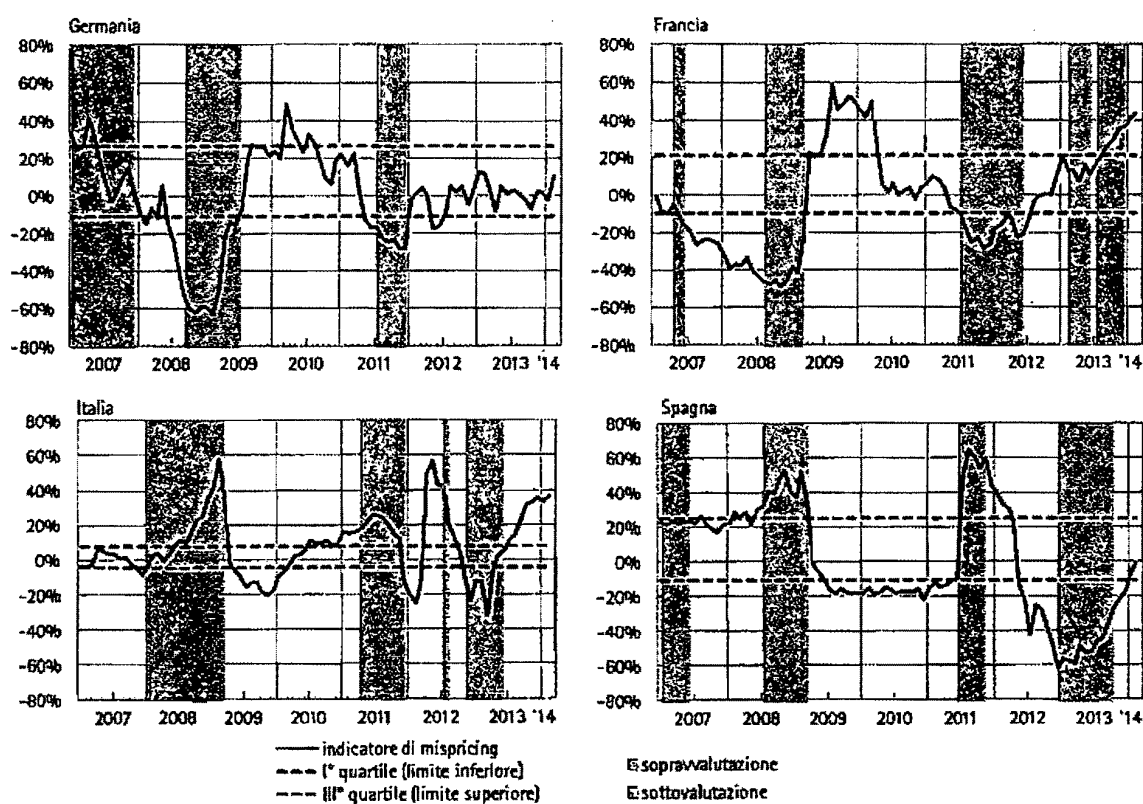 Germania
80%
60%
40%
20%
0%
-20%
-40%
-60%
-80%
2007 2008 2009 2010 2011 2012 2013 '14
Francia
80%
60%
40%
20%
0%
-20%
-40%
-60%
-80%
2007 2008 2009 2010 2011 2012 2013 '14
Italia
80%
60%
40%
20%
0%
-20%
-40%
-60%
-80%
2007 2008 2009 2010 2011 2012 2013 '14
Spagna
80%
60%
40%
20%
0%
-20%
-40%
-60%
-80%
2007 2008 2009 2010 2011 2012 2013 '14
indicatore di mispricing
I° quartile (limite inferiore)
III° quartile (limite superiore)
sopravvalutazione
sottovalutazione